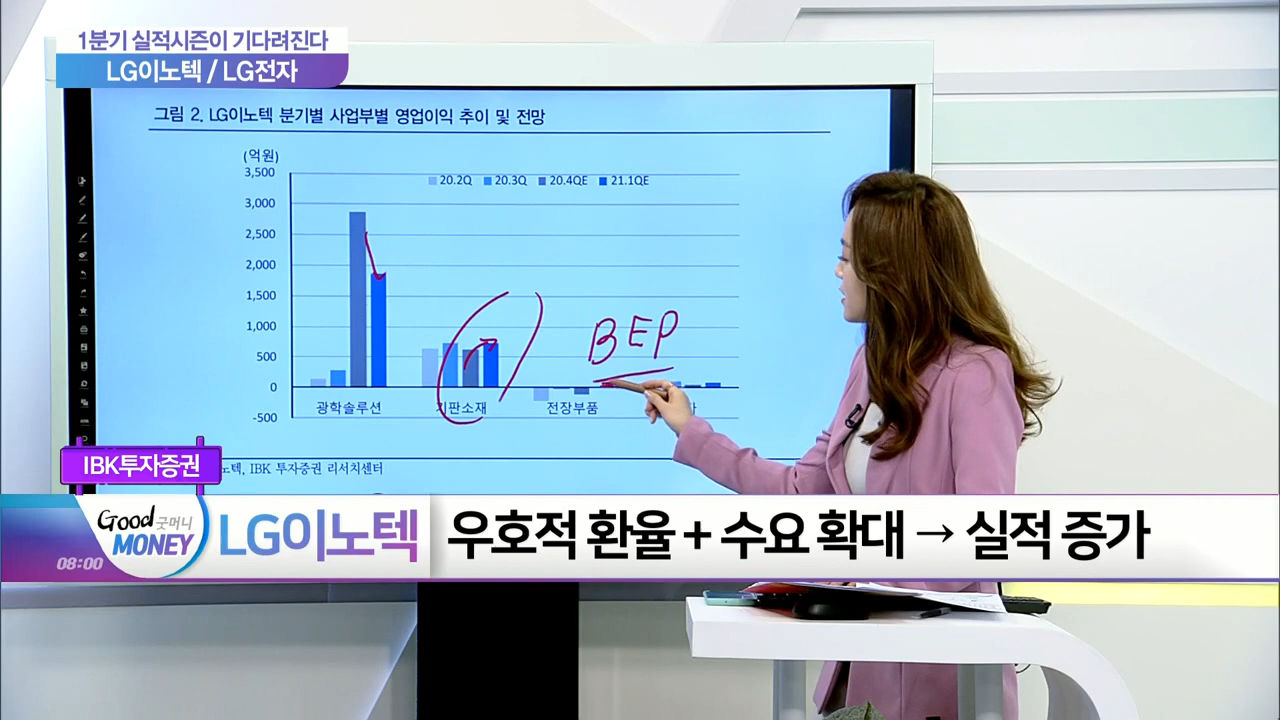 1분기 실적시즌이 기다려진다
LG이노텍 / LG전자
그림 2. LG이노텍 분기별 사업부별 영업이익 추이 및 전망
(억원)
20.2Q 20.3Q 20.4QE 21.1QE
3,500
3,000
2,500
2,000
1,500
1,000
500
0
-500
BEP
광학솔루션 기판소재 전장부품
IBK투자증권
노텍, IBK 투자증권 리서치센터
Good 굿머니
MONEY
08:00
LG이노텍
우호적 환율 + 수요 확대 → 실적 증가